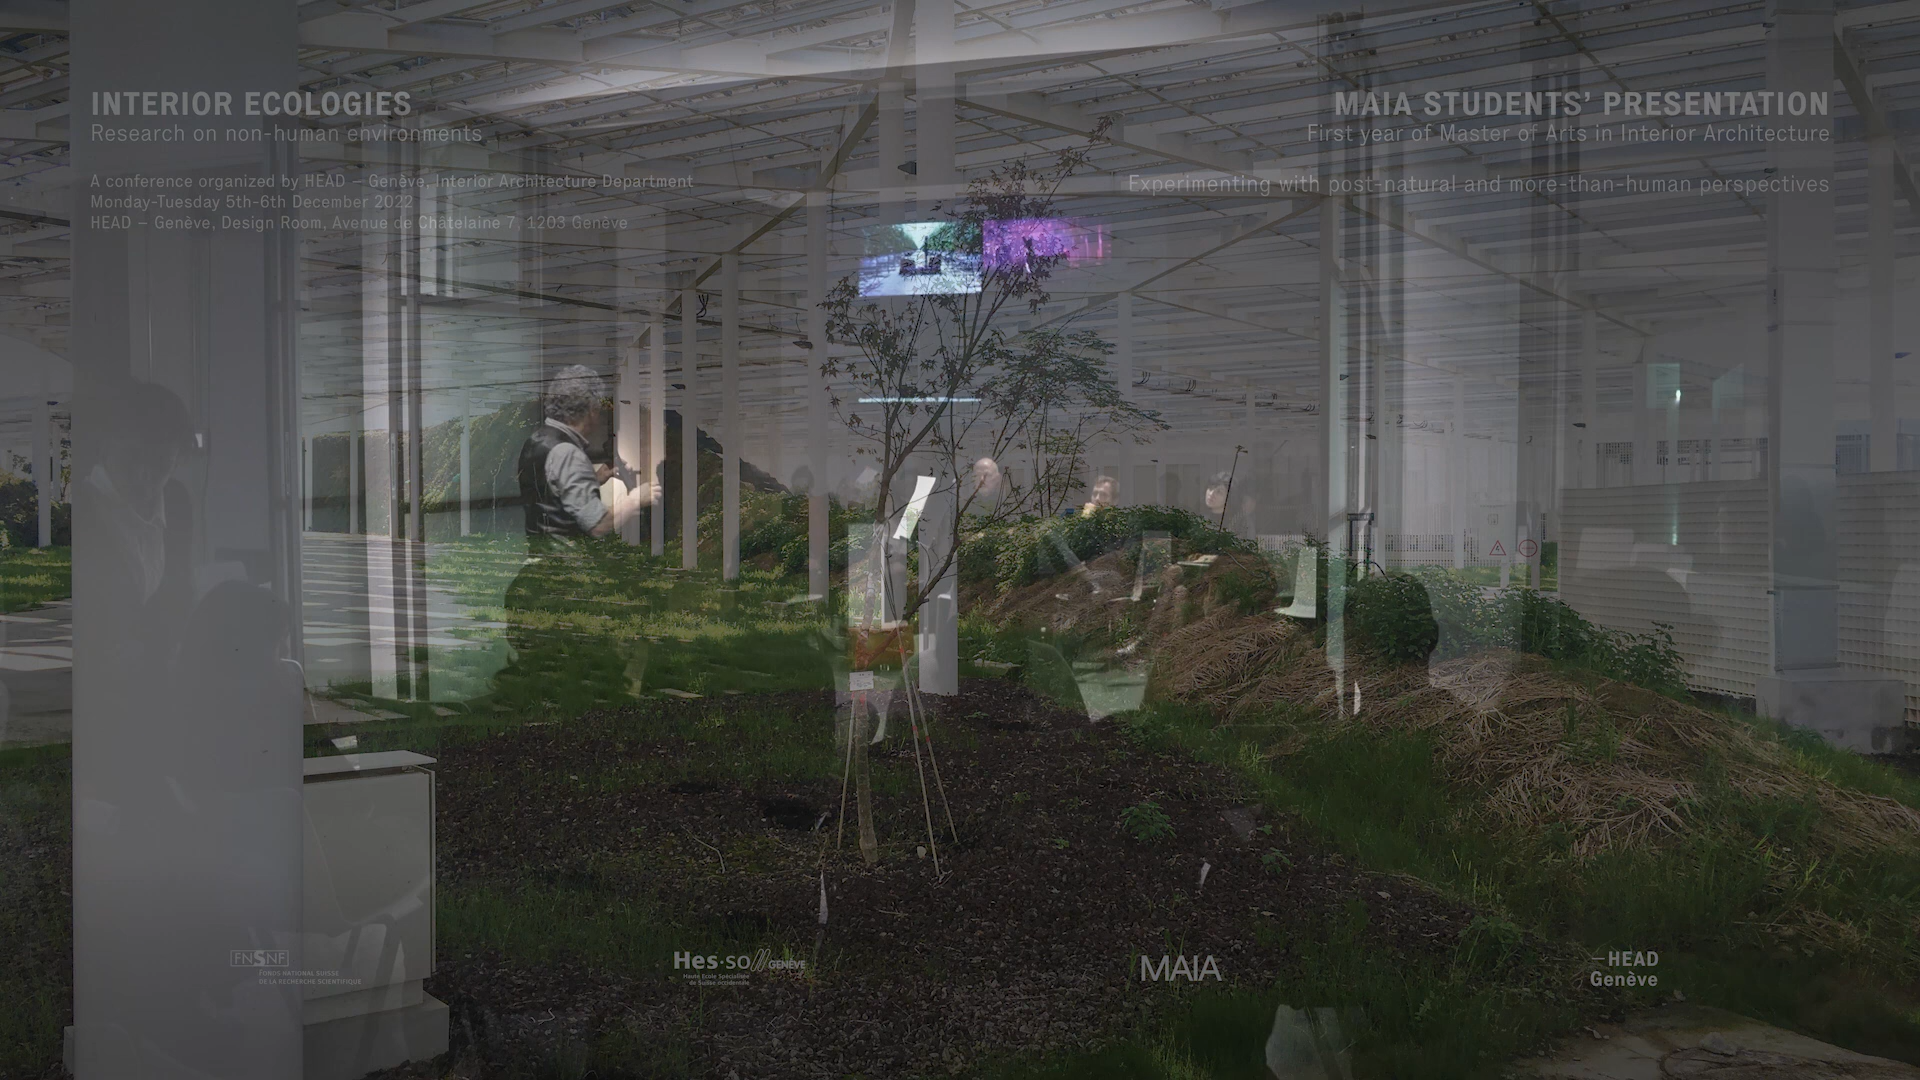 INTERIOR ECOLOGIES
Research on non-human environments
A conference organized by HEAD – Genève, Interior Architecture Department
Monday-Tuesday 5th-6th December 2022
HEAD – Genève, Design Room, Avenue de Châtelaine 7, 1203 Genève
MAIA STUDENTS’ PRESENTATION
First year of Master of Arts in Interior Architecture
Experimenting with post-natural and more-than-human perspectives
FNSNF
FONDS NATIONAL SUISSE
DE LA RECHERCHE SCIENTIFIQUE
Hes·so// GENÈVE
Haute Ecole Spécialisée
de Suisse occidentale
MAIA
–HEAD
Genève